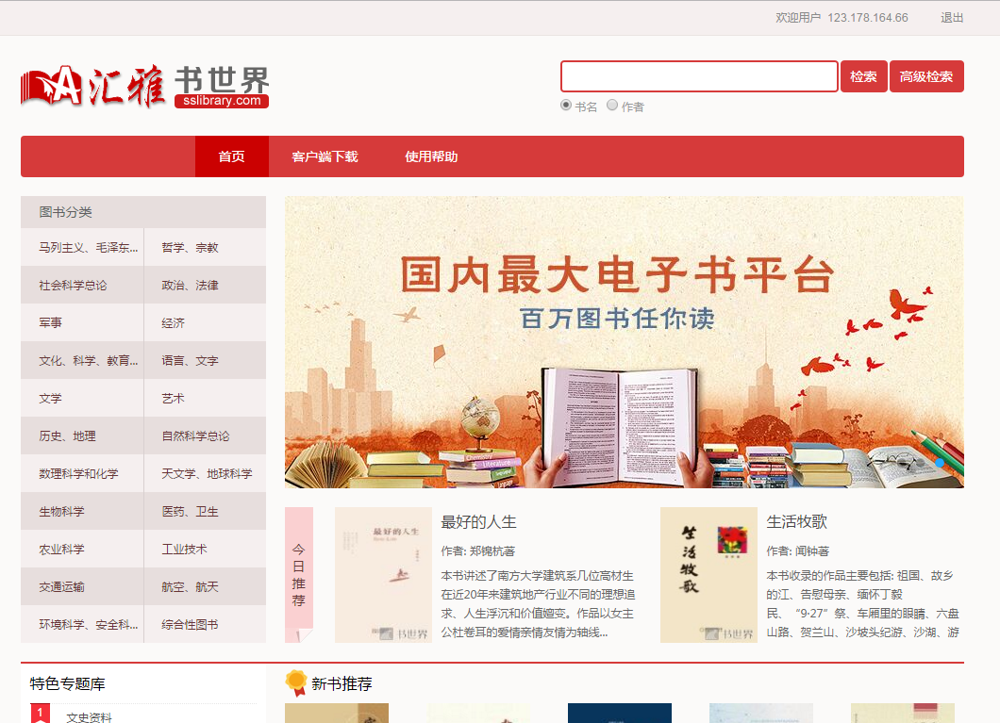 欢迎用户 123.178.164.66 退出
汇雅 书世界
sslibrary.com
检索 高级检索
书名 作者
首页 客户端下载 使用帮助
图书分类
马列主义、毛泽东... 哲学、宗教
社会科学总论 政治、法律
军事 经济
文化、科学、教育... 语言、文字
文学 艺术
历史、地理 自然科学总论
数理科学和化学 天文学、地球科学
生物科学 医药、卫生
农业科学 工业技术
交通运输 航空、航天
环境科学、安全科... 综合性图书
国内最大电子书平台
百万图书任你读
Chemistry
Literature
language
今日推荐
最好的人生
书世界
最好的人生
作者: 郑锦杭著
本书讲述了南方大学建筑系几位高材生
在近20年来建筑地产行业不同的理想追
求、人生浮沉和价值嬗变。作品以女主
公杜卷耳的爱情亲情友情为轴线...
生活牧歌
书世界
生活牧歌
作者: 闻钟著
本书收录的作品主要包括: 祖国、故乡
的江、告慰母亲、缅怀丁毅
民、“9·27”祭、车厢里的眼睛、六盘
山路、贺兰山、沙坡头纪游、沙湖、游
特色专题库
1 文史资料
新书推荐